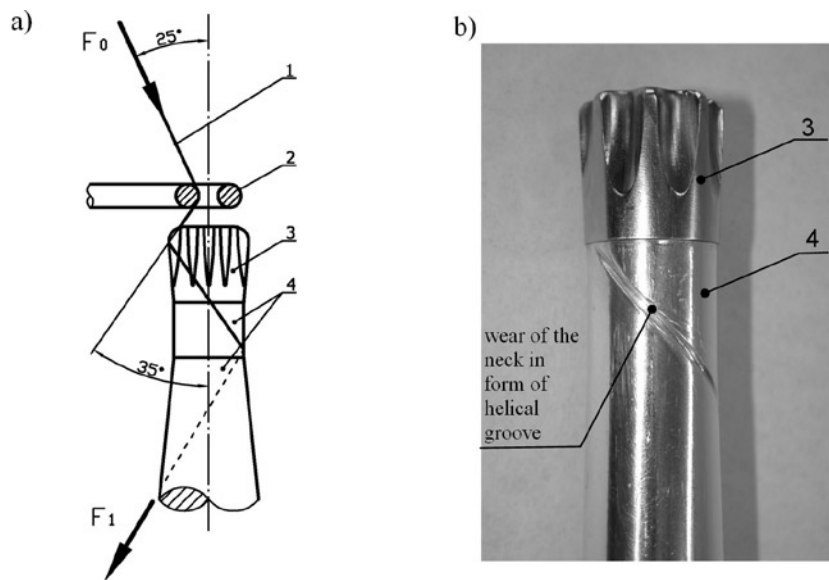 a)
F0
25°
1
2
3
4
35°
F1
b)
3
4
wear of the
neck in
form of
helical
groove